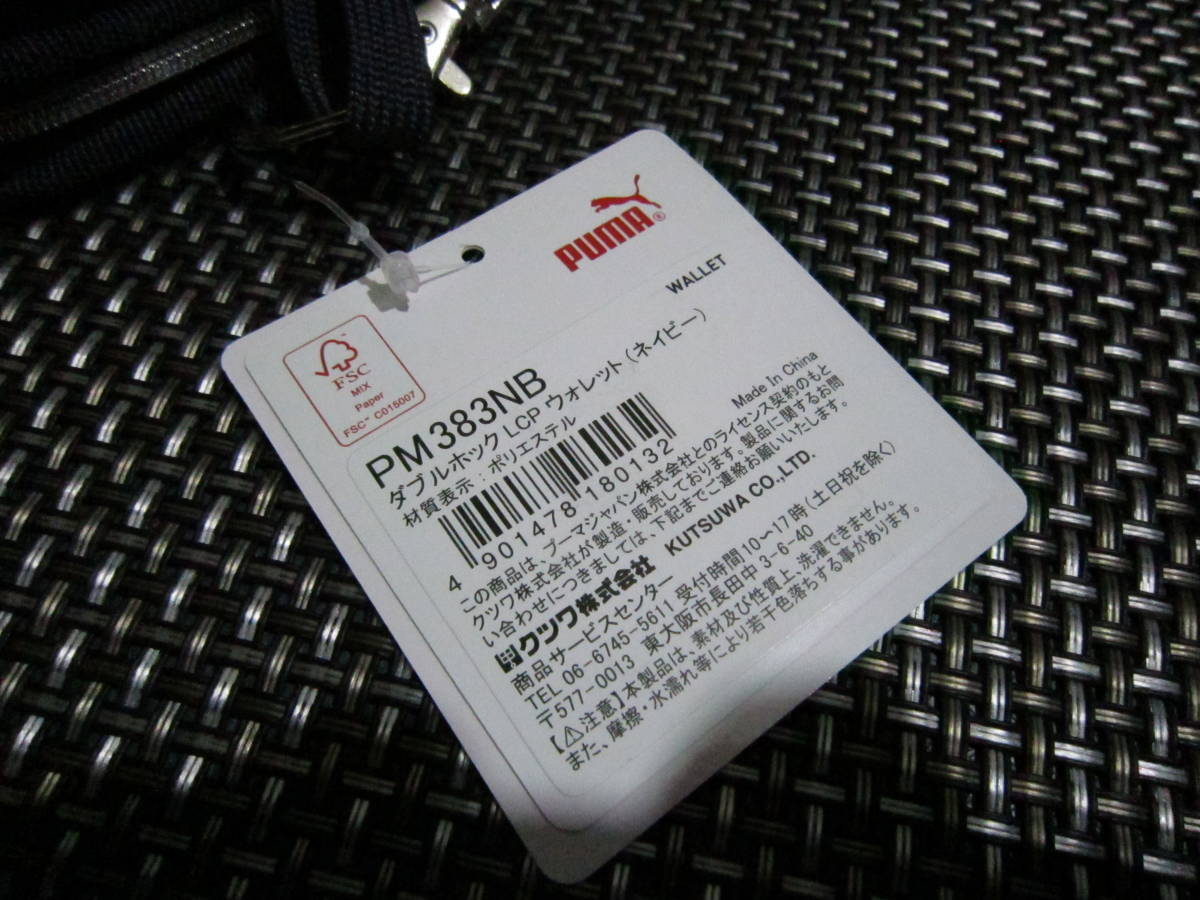 PUMA®
WALLET
FSC
MIX
Paper
FSC™ C015007
PM383NB
ダブルホック LCP ウォレット（ネイビー）
材質表示：ポリエステル
Made In China
4 901478 180132
この商品は、プーマジャパン株式会社とのライセンス契約のもと
クツワ株式会社が製造・販売しております。製品に関するお問
い合わせにつきましては、下記までご連絡お願いいたします。
クツワ株式会社 KUTSUWA CO.,LTD.
商品サービスセンター
TEL 06-6745-5611 受付時間10〜17時（土日祝を除く）
〒577-0013 東大阪市長田中3-6-40
【⚠注意】本製品は、素材及び性質上、洗濯できません。
また、摩擦・水濡れ等により若干色落ちする事があります。